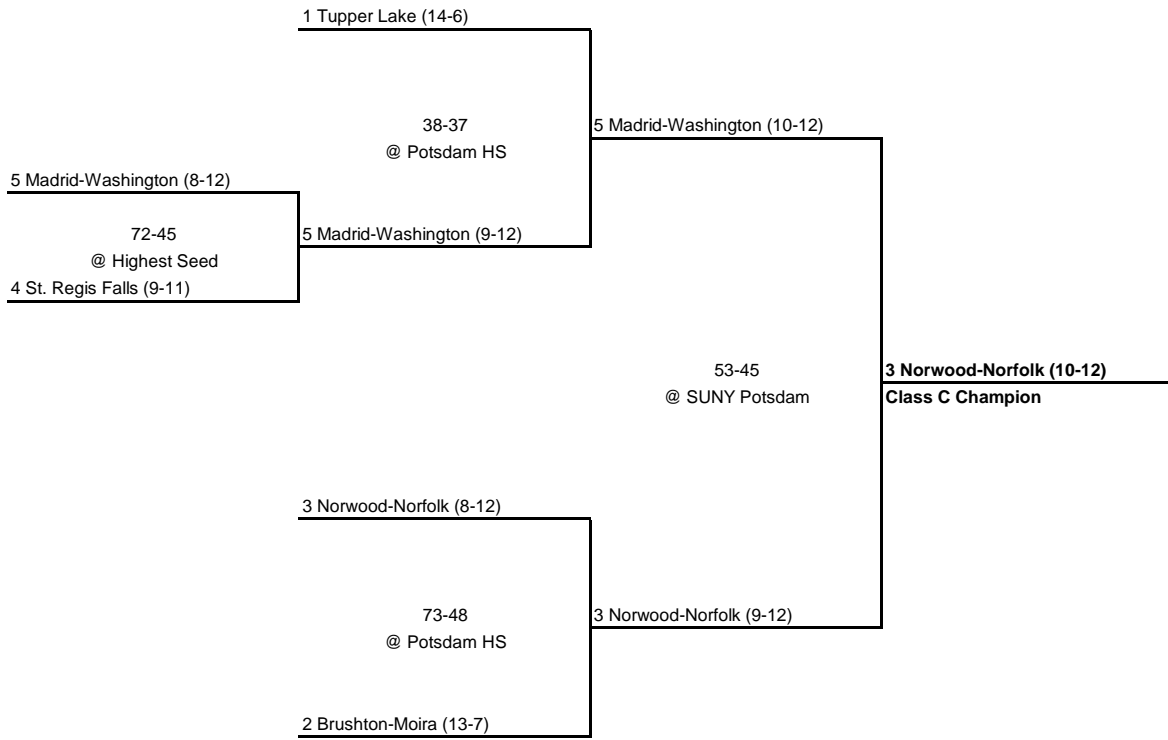 1 Tupper Lake (14-6)
38-37
@ Potsdam HS
5 Madrid-Washington (10-12)
5 Madrid-Washington (8-12)
72-45
@ Highest Seed
5 Madrid-Washington (9-12)
4 St. Regis Falls (9-11)
53-45
@ SUNY Potsdam
3 Norwood-Norfolk (10-12)
Class C Champion
3 Norwood-Norfolk (8-12)
73-48
@ Potsdam HS
3 Norwood-Norfolk (9-12)
2 Brushton-Moira (13-7)